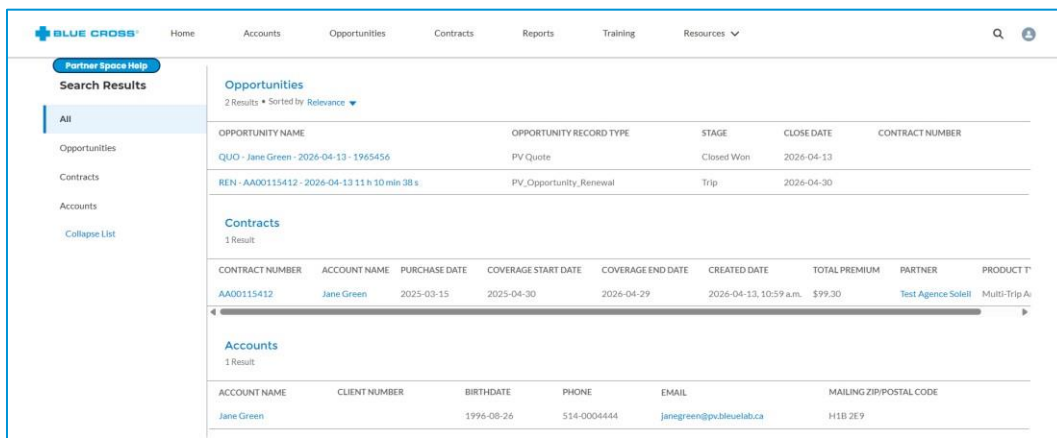 BLUE CROSS® Home Accounts Opportunities Contracts Reports Training Resources
Partner Space Help
Search Results
All
Opportunities
Contracts
Accounts
Collapse List
Opportunities
2 Results • Sorted by Relevance
OPPORTUNITY NAME OPPORTUNITY RECORD TYPE STAGE CLOSE DATE CONTRACT NUMBER
QUO - Jane Green - 2026-04-13 - 1965456 PV Quote Closed Won 2026-04-13
REN - AA00115412 - 2026-04-13 11 h 10 min 38 s PV_Opportunity_Renewal Trip 2026-04-30
Contracts
1 Result
CONTRACT NUMBER ACCOUNT NAME PURCHASE DATE COVERAGE START DATE COVERAGE END DATE CREATED DATE TOTAL PREMIUM PARTNER PRODUCT T
AA00115412 Jane Green 2025-03-15 2025-04-30 2026-04-29 2026-04-13, 10:59 a.m. $99.30 Test Agence Soleil Multi-Trip A
Accounts
1 Result
ACCOUNT NAME CLIENT NUMBER BIRTHDATE PHONE EMAIL MAILING ZIP/POSTAL CODE
Jane Green 1996-08-26 514-0004444 janegreen@pv.bleuelab.ca H1B 2E9